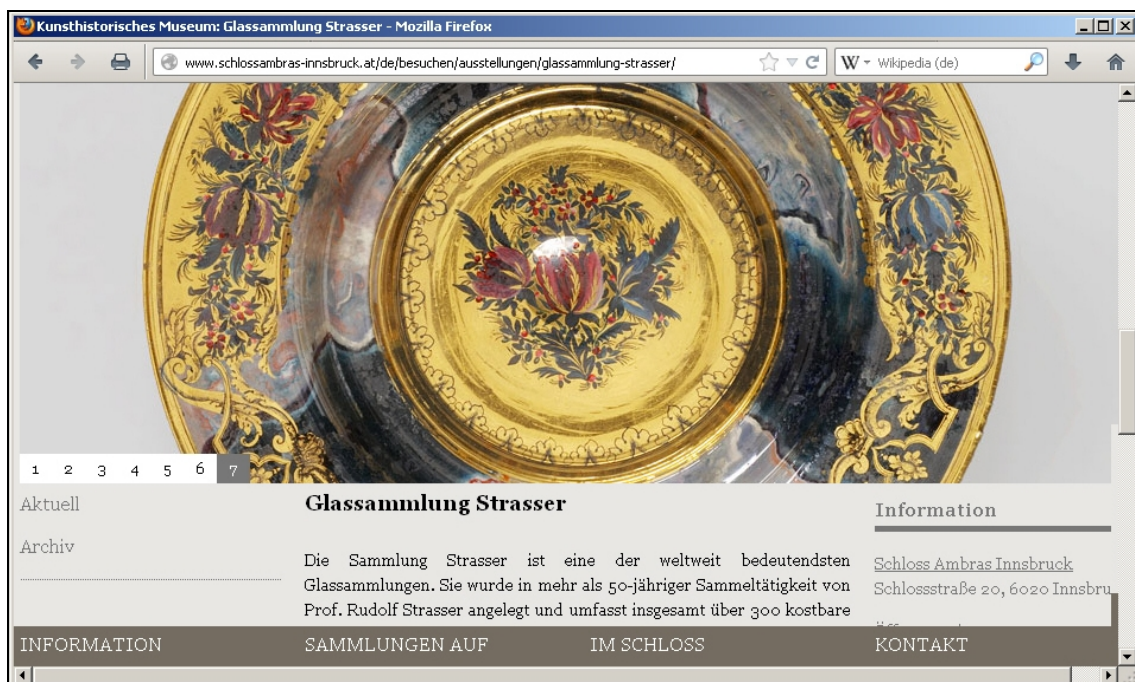 Kunsthistorisches Museum: Glassammlung Strasser - Mozilla Firefox
www.schlossambras-innsbruck.at/de/besuchen/ausstellungen/glassammlung-strasser/
W Wikipedia (de)
1 2 3 4 5 6 7
Aktuell
Archiv
Glassammlung Strasser
Die Sammlung Strasser ist eine der weltweit bedeutendsten
Glassammlungen. Sie wurde in mehr als 50-jähriger Sammeltätigkeit von
Prof. Rudolf Strasser angelegt und umfasst insgesamt über 300 kostbare
Information
Schloss Ambras Innsbruck
Schlossstraße 20, 6020 Innsbru
INFORMATION
SAMMLUNGEN AUF
IM SCHLOSS
KONTAKT